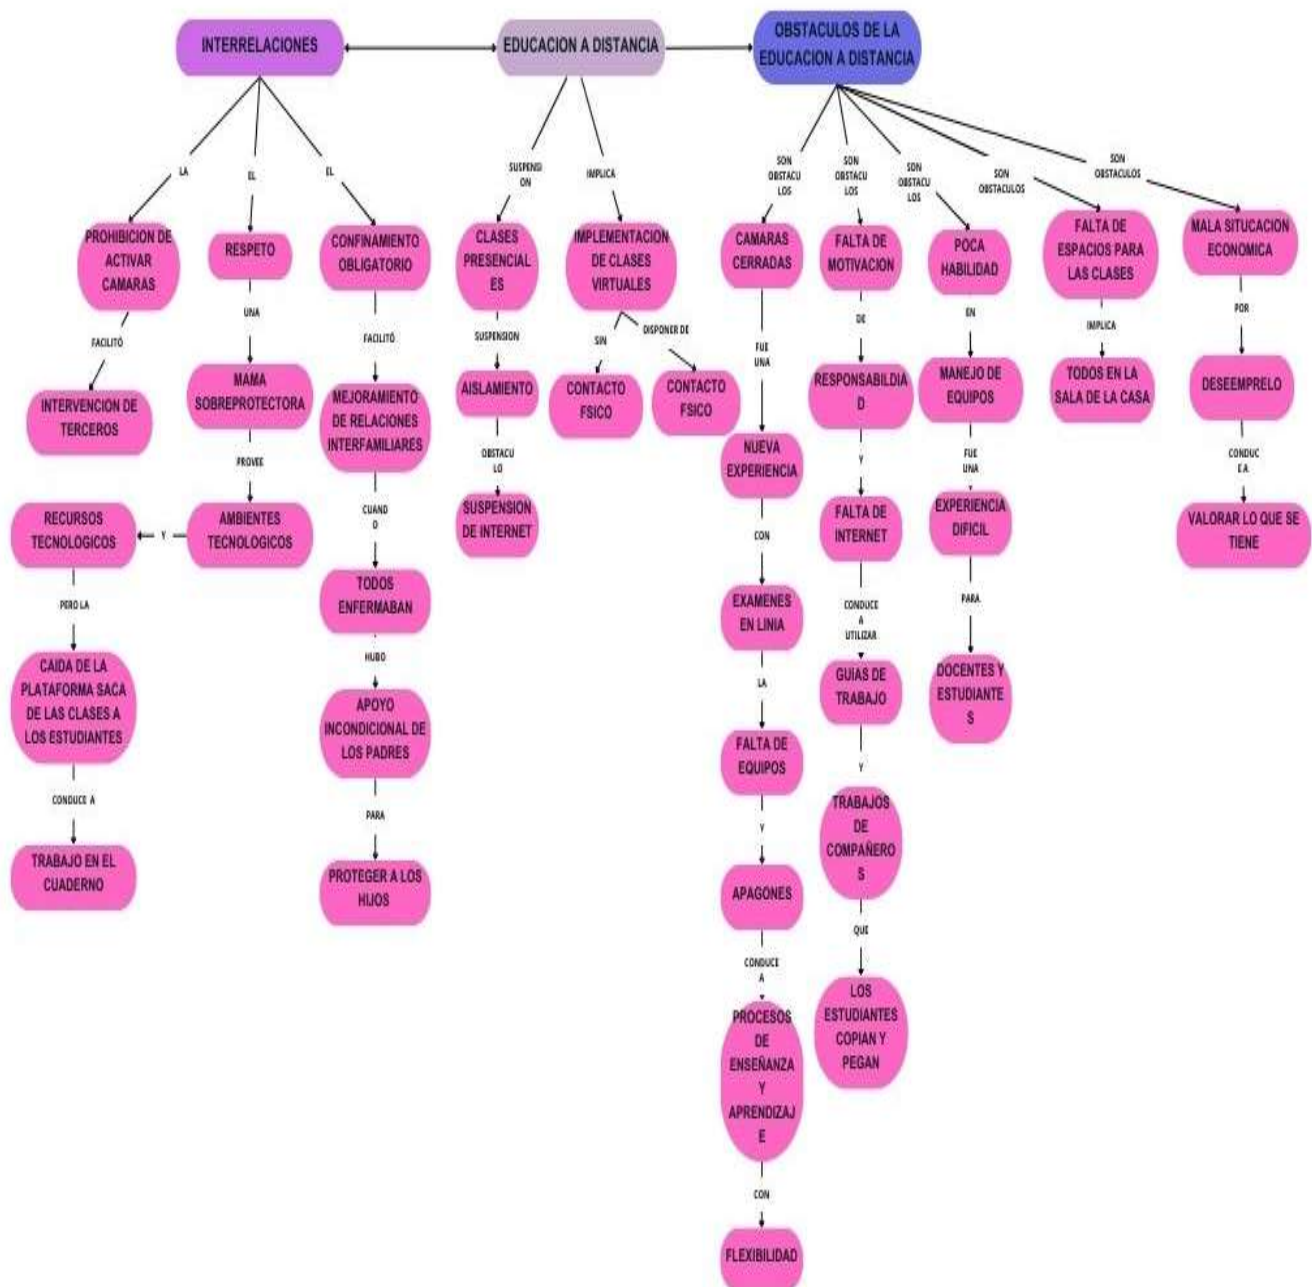 INTERRELACIONES
EDUCACION A DISTANCIA
OBSTACULOS DE LA
EDUCACION A DISTANCIA
LA
EL
EL
PROHIBICION DE
ACTIVAR
CAMARAS
FACILITÓ
INTERVENCION DE
TERCEROS
RESPETO
UNA
MAMA
SOBREPROTECTORA
PROVEE
AMBIENTES
TECNOLOGICOS
Y
RECURSOS
TECNOLOGICOS
PERO LA
CAIDA DE LA
PLATAFORMA SACA
DE LAS CLASES A
LOS ESTUDIANTES
CONDUCE A
TRABAJO EN EL
CUADERNO
CONFINAMIENTO
OBLIGATORIO
FACILITÓ
MEJORAMIENTO
DE RELACIONES
INTERFAMILIARES
CUAND
O
TODOS
ENFERMABAN
HUBO
APOYO
INCONDICIONAL DE
LOS PADRES
PARA
PROTEGER A LOS
HIJOS
SUSPENSI
ON
CLASES
PRESENCIAL
ES
SUSPENSION
AISLAMIENTO
OBSTACU
LO
SUSPENSION
DE INTERNET
IMPLICA
IMPLEMENTACION
DE CLASES
VIRTUALES
SIN
CONTACTO
FSICO
DISPONER DE
CONTACTO
FSICO
SON
OBSTACU
LOS
CAMARAS
CERRADAS
FUE
UNA
NUEVA
EXPERIENCIA
CON
EXAMENES
EN LINIA
LA
FALTA DE
EQUIPOS
Y
APAGONES
CONDUCE
A
PROCESOS
DE
ENSEÑANZA
Y
APRENDIZAJ
E
CON
FLEXIBILIDAD
SON
OBSTACU
LOS
FALTA DE
MOTIVACION
DE
RESPONSABILDIA
D
Y
FALTA DE
INTERNET
CONDUCE
A
UTILIZAR
GUIAS DE
TRABAJO
Y
TRABAJOS
DE
COMPAÑERO
S
QUE
LOS
ESTUDIANTES
COPIAN Y
PEGAN
SON
OBSTACU
LOS
POCA
HABILIDAD
EN
MANEJO DE
EQUIPOS
FUE
UNA
EXPERIENCIA
DIFICIL
PARA
DOCENTES Y
ESTUDIANTE
S
SON
OBSTACULOS
FALTA DE
ESPACIOS PARA
LAS CLASES
IMPLICA
TODOS EN LA
SALA DE LA CASA
SON
OBSTACULOS
MALA SITUCACION
ECONOMICA
POR
DESEEMPRELO
CONDUC
E A
VALORAR LO QUE SE
TIENE